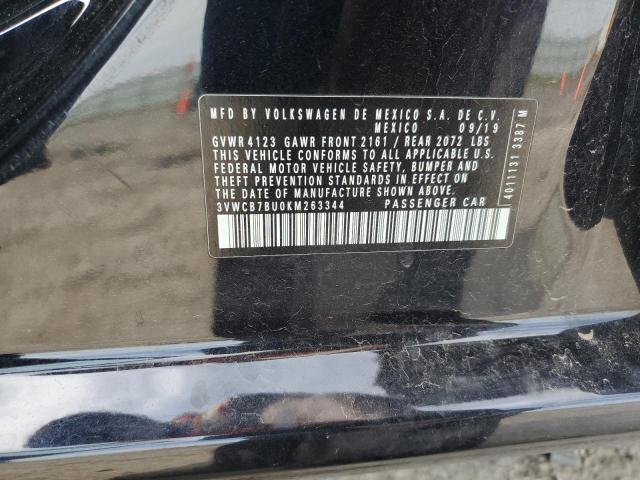 MFD BY VOLKSWAGEN DE MEXICO S.A. DE C.V.
MEXICO 09/19
GVWR 4123 GAWR FRONT 2161 / REAR 2072 LBS
THIS VEHICLE CONFORMS TO ALL APPLICABLE U.S.
FEDERAL MOTOR VEHICLE SAFETY, BUMPER AND
THEFT PREVENTION STANDARDS IN EFFECT ON
THE DATE OF MANUFACTURE SHOWN ABOVE.
3VWCB7BU0KM263344 PASSENGER CAR
4011131 3387 M